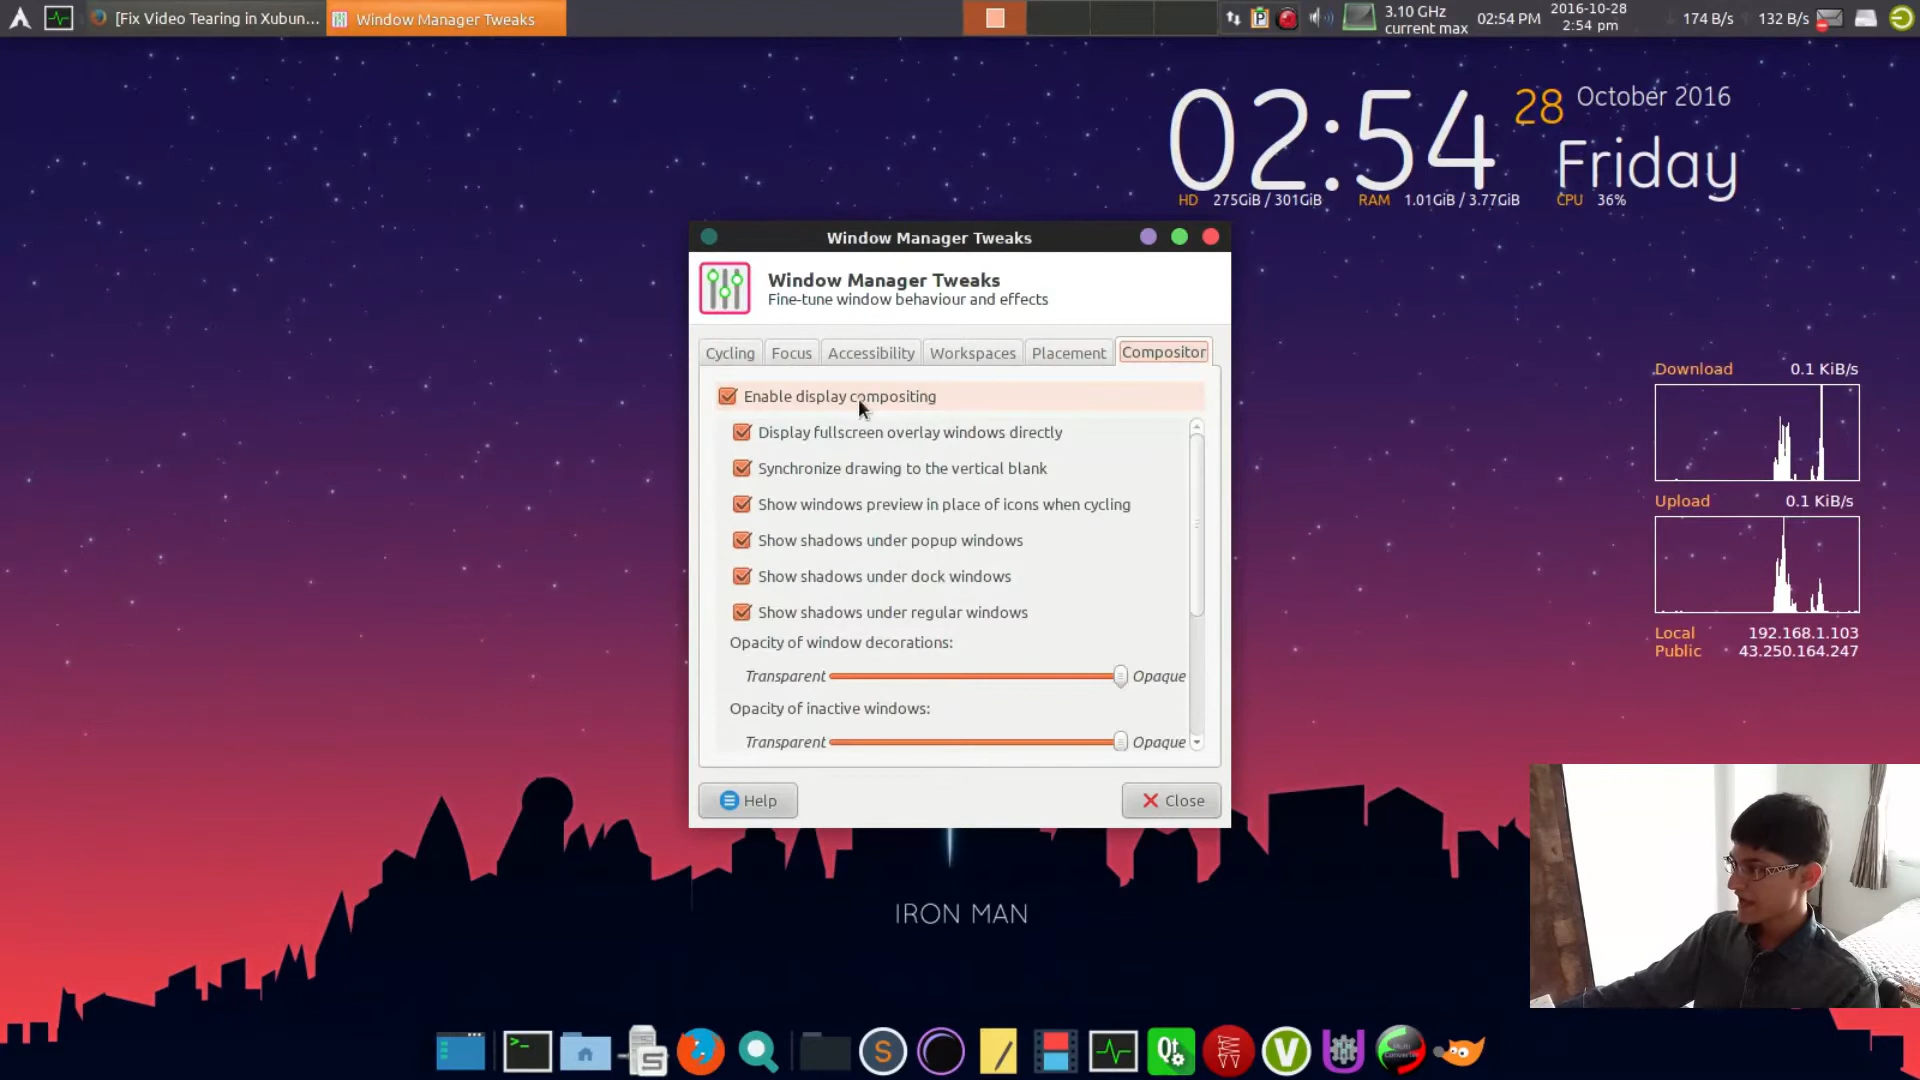 [Fix Video Tearing in Xubun...
Window Manager Tweaks
3.10 GHz
current max
02:54 PM
2016-10-28
2:54 pm
174 B/s
132 B/s
02:54
28
October 2016
Friday
HD 275GiB / 301GiB RAM 1.01GiB / 3.77GiB CPU 36%
Window Manager Tweaks
Window Manager Tweaks
Fine-tune window behaviour and effects
Cycling Focus Accessibility Workspaces Placement Compositor
Enable display compositing
Display fullscreen overlay windows directly
Synchronize drawing to the vertical blank
Show windows preview in place of icons when cycling
Show shadows under popup windows
Show shadows under dock windows
Show shadows under regular windows
Opacity of window decorations:
Transparent Opaque
Opacity of inactive windows:
Transparent Opaque
Help Close
Download 0.1 KiB/s
Upload 0.1 KiB/s
Local 192.168.1.103
Public 43.250.164.247
IRON MAN